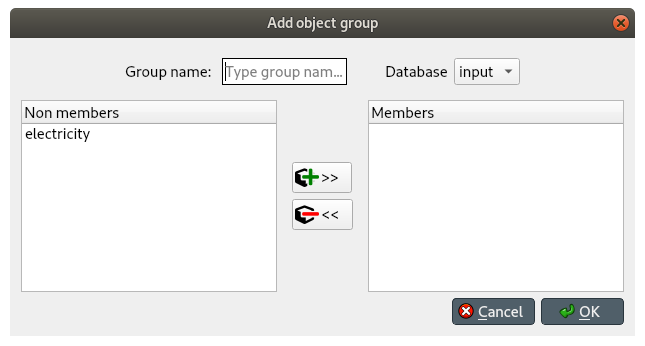 Add object group
Group name: Type group nam... Database input
Non members Members
electricity
>>
<<
Cancel OK